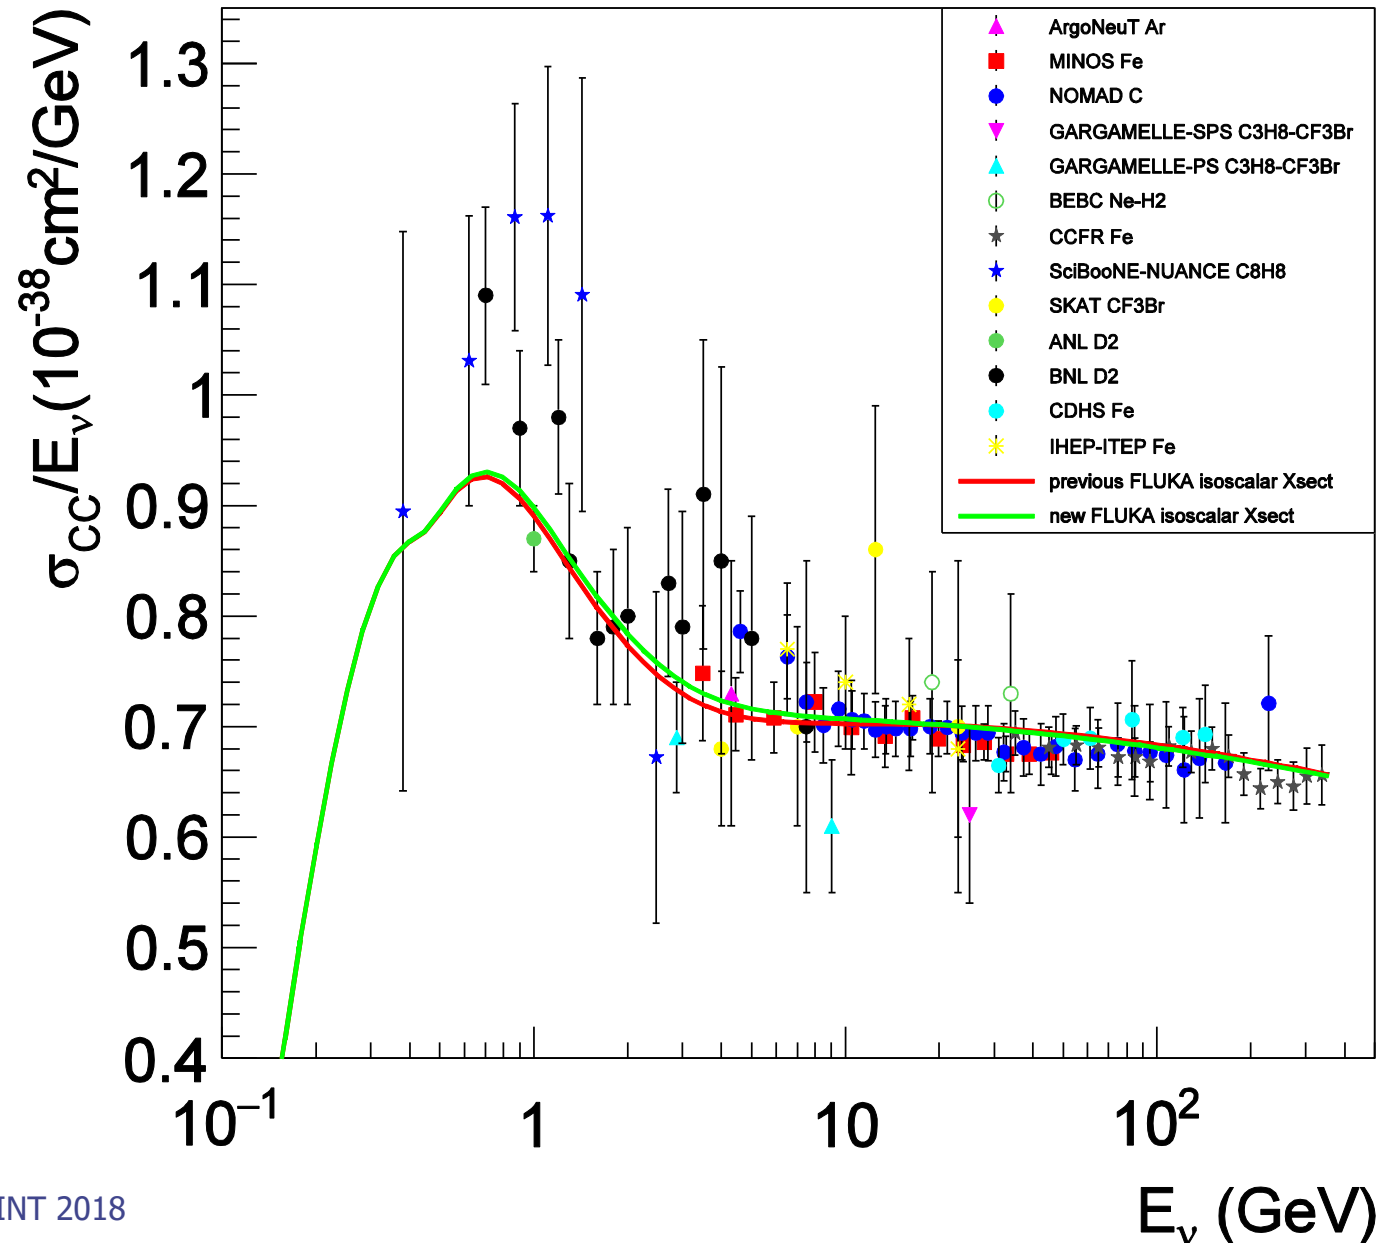 σCC/Eν(10-38cm2/GeV)
1.3
1.2
1.1
1
0.9
0.8
0.7
0.6
0.5
0.4
10−1
1
10
102
Eν (GeV)
ArgoNeuT Ar
MINOS Fe
NOMAD C
GARGAMELLE-SPS C3H8-CF3Br
GARGAMELLE-PS C3H8-CF3Br
BEBC Ne-H2
CCFR Fe
SciBooNE-NUANCE C8H8
SKAT CF3Br
ANL D2
BNL D2
CDHS Fe
IHEP-ITEP Fe
previous FLUKA isoscalar Xsect
new FLUKA isoscalar Xsect
INT 2018